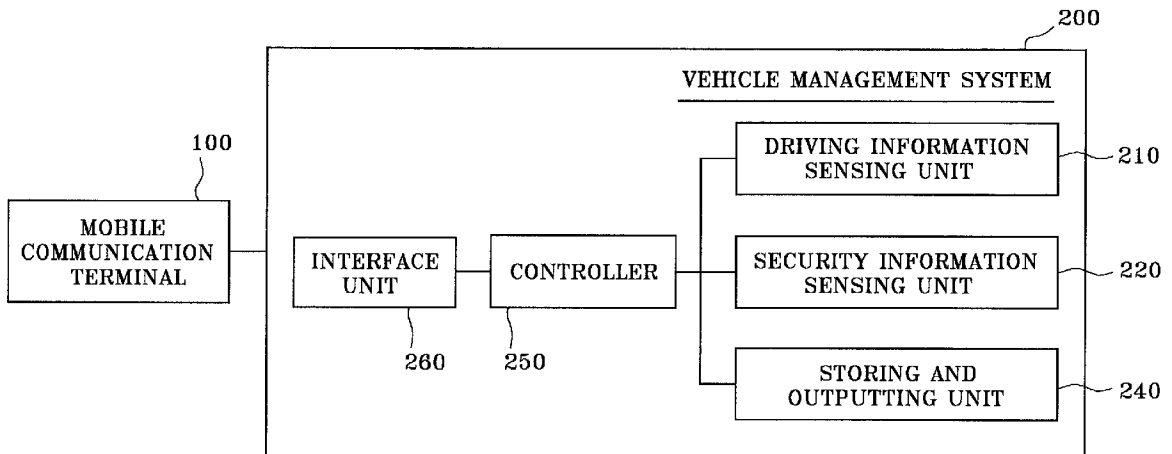 200
VEHICLE MANAGEMENT SYSTEM
100
DRIVING INFORMATION
SENSING UNIT
210
MOBILE
COMMUNICATION
TERMINAL
INTERFACE
UNIT
260
CONTROLLER
250
SECURITY INFORMATION
SENSING UNIT
220
STORING AND
OUTPUTTING UNIT
240